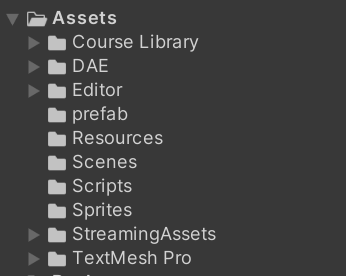 Assets
Course Library
DAE
Editor
prefab
Resources
Scenes
Scripts
Sprites
StreamingAssets
TextMesh Pro